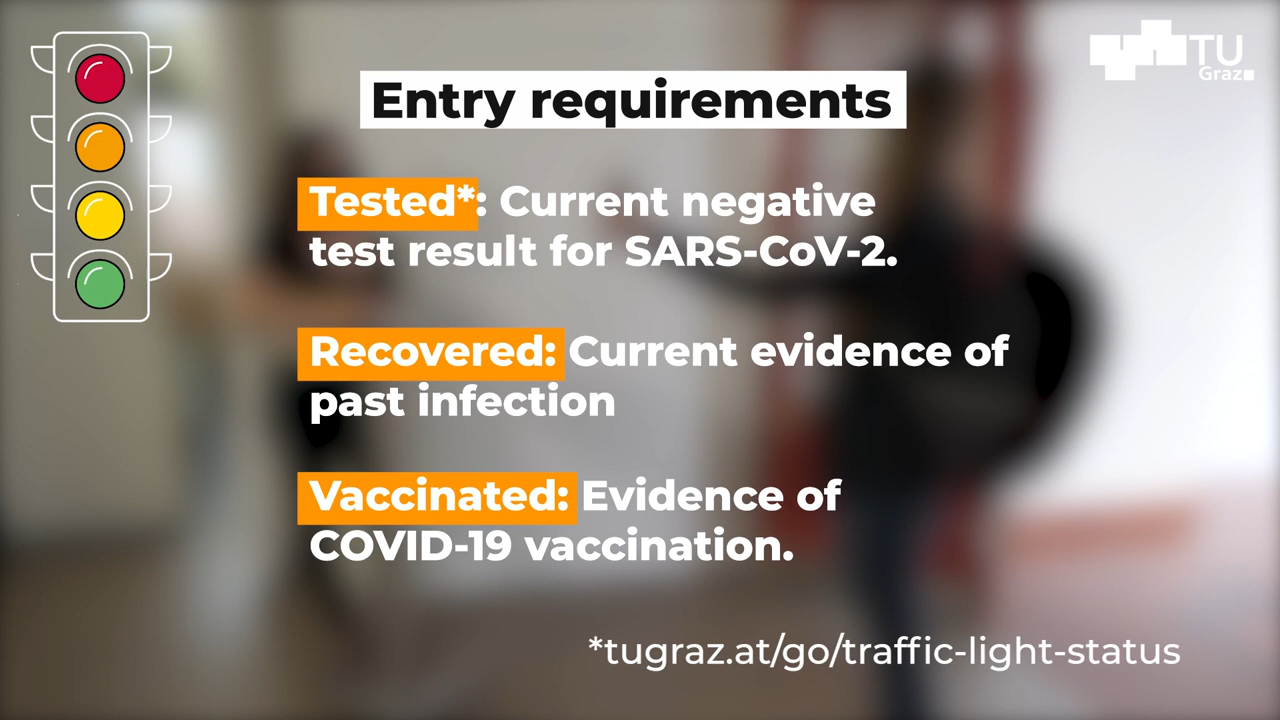 TU
Graz
Entry requirements
Tested*: Current negative
test result for SARS-CoV-2.
Recovered: Current evidence of
past infection
Vaccinated: Evidence of
COVID-19 vaccination.
*tugraz.at/go/traffic-light-status